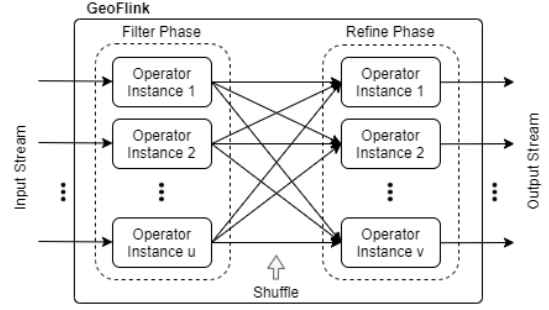 GeoFlink
Filter Phase
Refine Phase
Operator
Instance 1
Operator
Instance 1
Operator
Instance 2
Operator
Instance 2
Operator
Instance u
Operator
Instance v
Input Stream
Output Stream
Shuffle